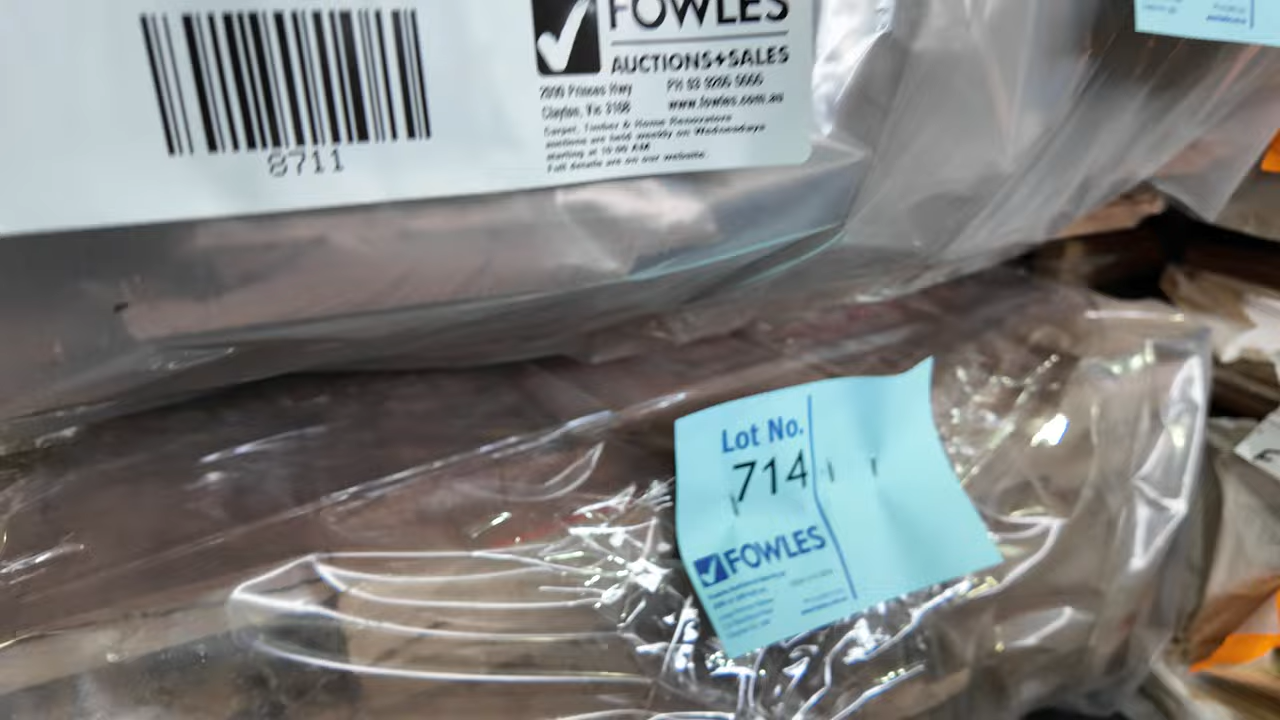 FOWLES
AUCTIONS+SALES
2090 Princes Hwy PH 03 9265 5666
Clayton, Vic 3168 www.fowles.com.au
Carpet, Timber & Home Renovators
auctions are held weekly on Wednesdays
starting at 10:00 AM
Full details are on our website.
8711
Lot No.
714
FOWLES